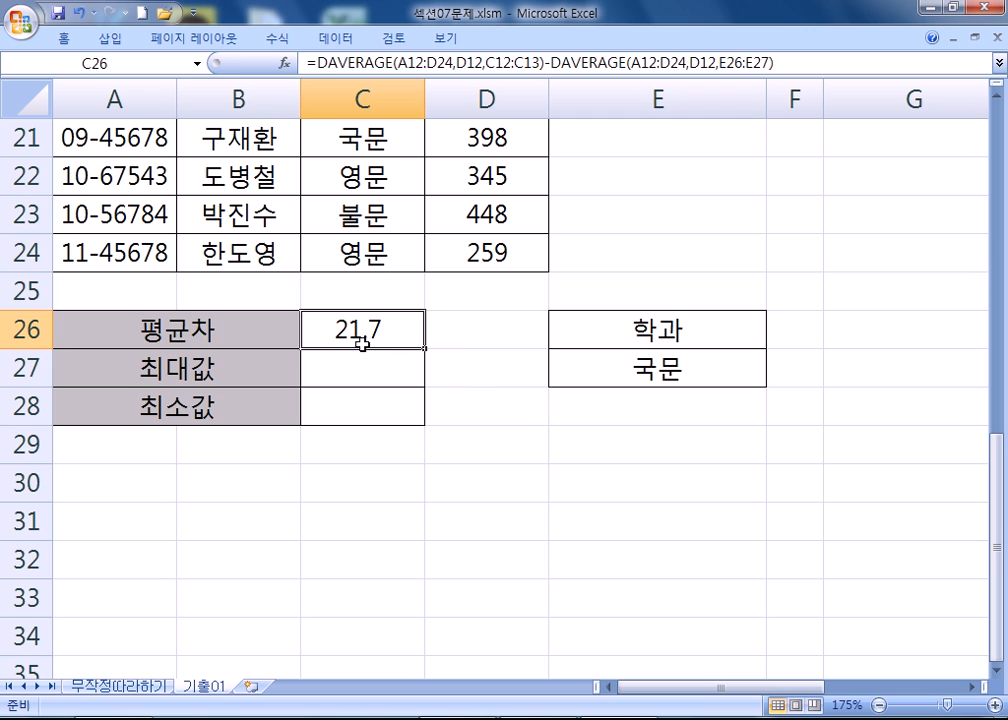 섹션07문제.xlsm - Microsoft Excel
홈 삽입 페이지 레이아웃 수식 데이터 검토 보기
C26 fx =DAVERAGE(A12:D24,D12,C12:C13)-DAVERAGE(A12:D24,D12,E26:E27)
A B C D E F G
21 09-45678 구재환 국문 398
22 10-67543 도병철 영문 345
23 10-56784 박진수 불문 448
24 11-45678 한도영 영문 259
25
26 평균차 21.7 학과
27 최대값 국문
28 최소값
29
30
31
32
33
34
35
무작정따라하기 기출01
준비 175%